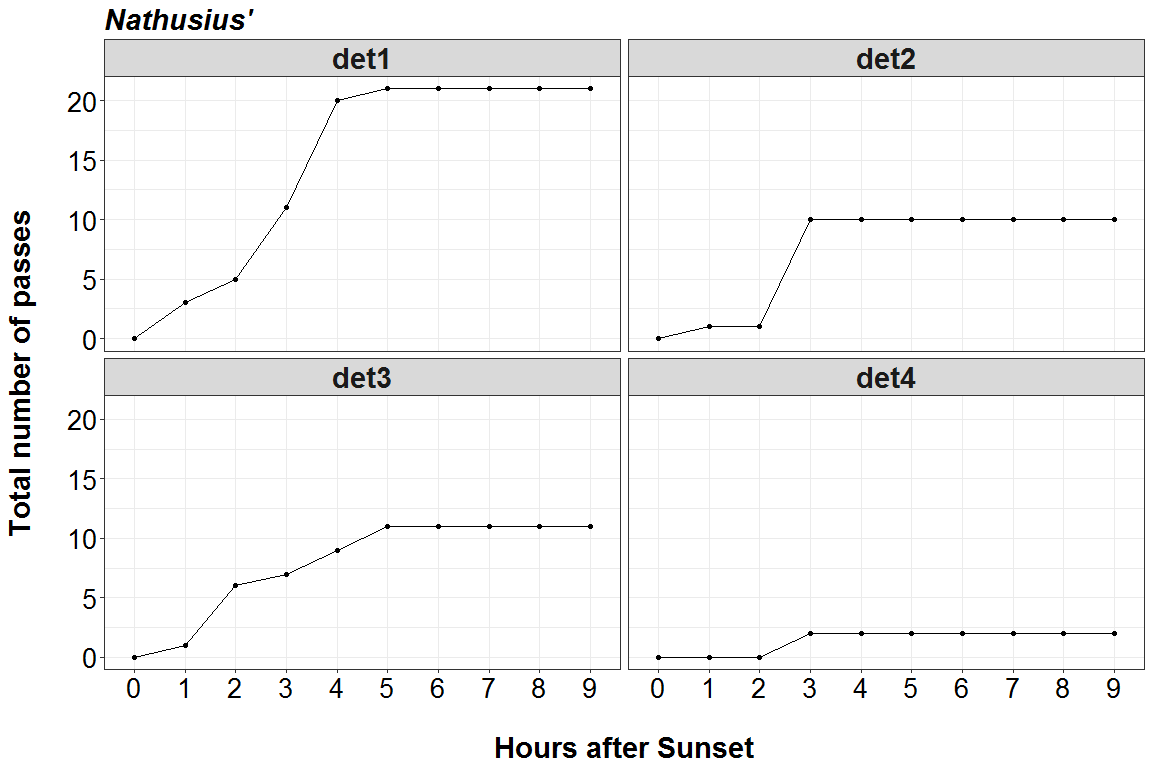 Nathusius'
det1
det2
20
15
10
5
0
det3
det4
20
15
10
5
0
0 1 2 3 4 5 6 7 8 9
0 1 2 3 4 5 6 7 8 9
Total number of passes
Hours after Sunset